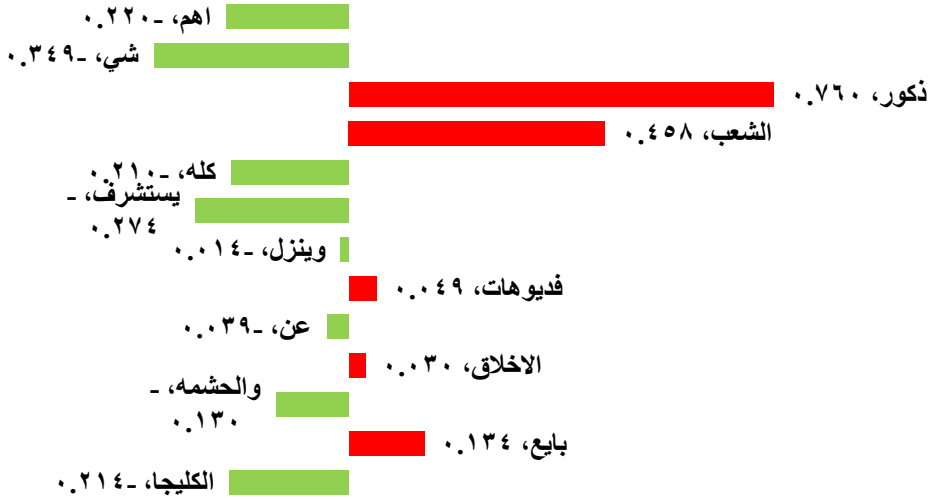 اهم، -٠.٢٢٠
شي، -٠.٣٤٩
ذكور، ٠.٧٦٠
الشعب، ٠.٤٥٨
كله، -٠.٢١٠
يستشرف، -
٠.٢٧٤
وينزل، -٠.٠١٤
فديوهات، ٠.٠٤٩
عن، -٠.٠٣٩
الاخلاق، ٠.٠٣٠
والحشمه، -
٠.١٣٠
بايع، ٠.١٣٤
الكليجا، -٠.٢١٤